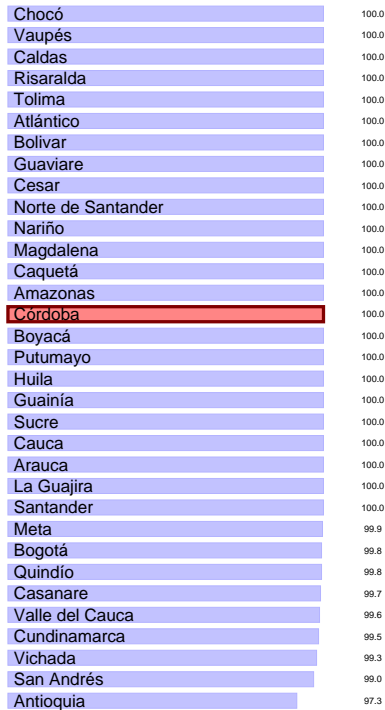 Chocó 100.0
Vaupés 100.0
Caldas 100.0
Risaralda 100.0
Tolima 100.0
Atlántico 100.0
Bolivar 100.0
Guaviare 100.0
Cesar 100.0
Norte de Santander 100.0
Nariño 100.0
Magdalena 100.0
Caquetá 100.0
Amazonas 100.0
Córdoba 100.0
Boyacá 100.0
Putumayo 100.0
Huila 100.0
Guainía 100.0
Sucre 100.0
Cauca 100.0
Arauca 100.0
La Guajira 100.0
Santander 100.0
Meta 99.9
Bogotá 99.8
Quindío 99.8
Casanare 99.7
Valle del Cauca 99.6
Cundinamarca 99.5
Vichada 99.3
San Andrés 99.0
Antioquia 97.3